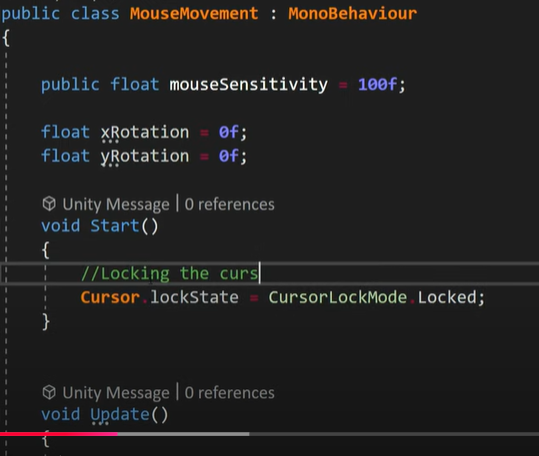 public class MouseMovement : MonoBehaviour
{
public float mouseSensitivity = 100f;
float xRotation = 0f;
float yRotation = 0f;
Unity Message | 0 references
void Start()
{
//Locking the curs
Cursor.lockState = CursorLockMode.Locked;
}
Unity Message | 0 references
void Update()
{